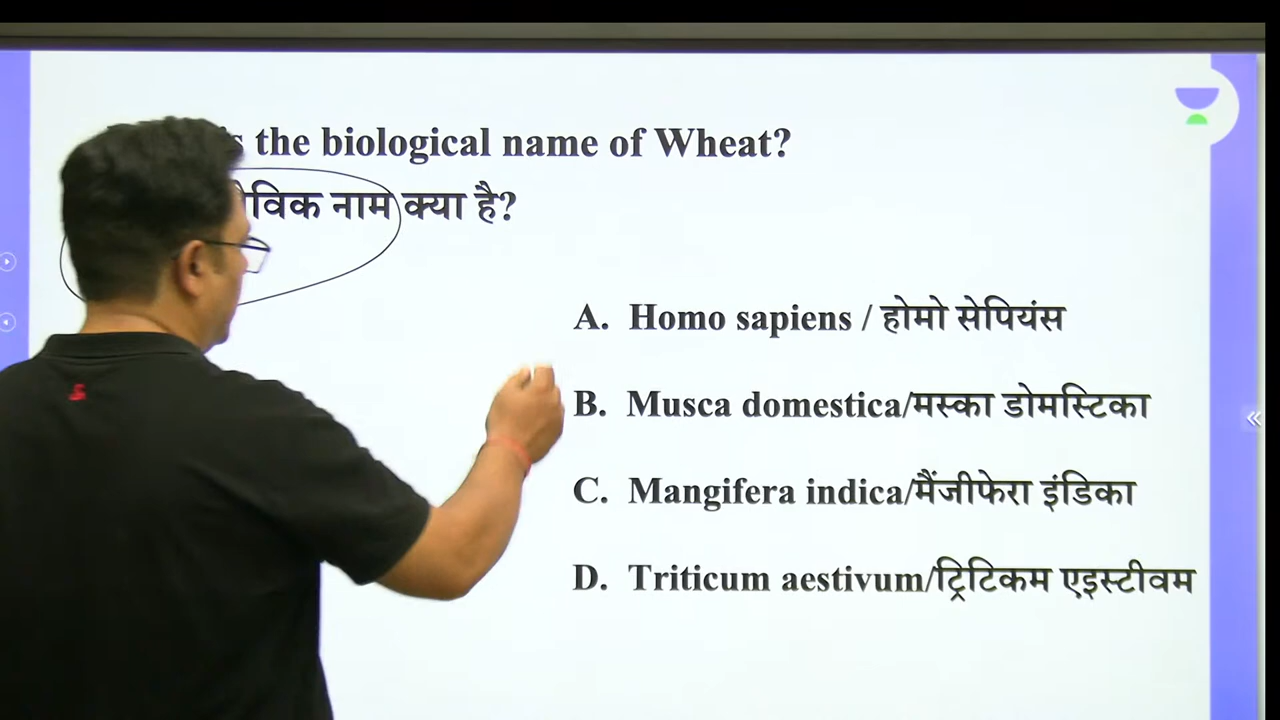 the biological name of Wheat?
नाम क्या है?
A. Homo sapiens / होमो सेपियंस
B. Musca domestica/मस्का डोमस्टिका
C. Mangifera indica/मैंजीफेरा इंडिका
D. Triticum aestivum/ट्रिटिकम एइस्टीवम